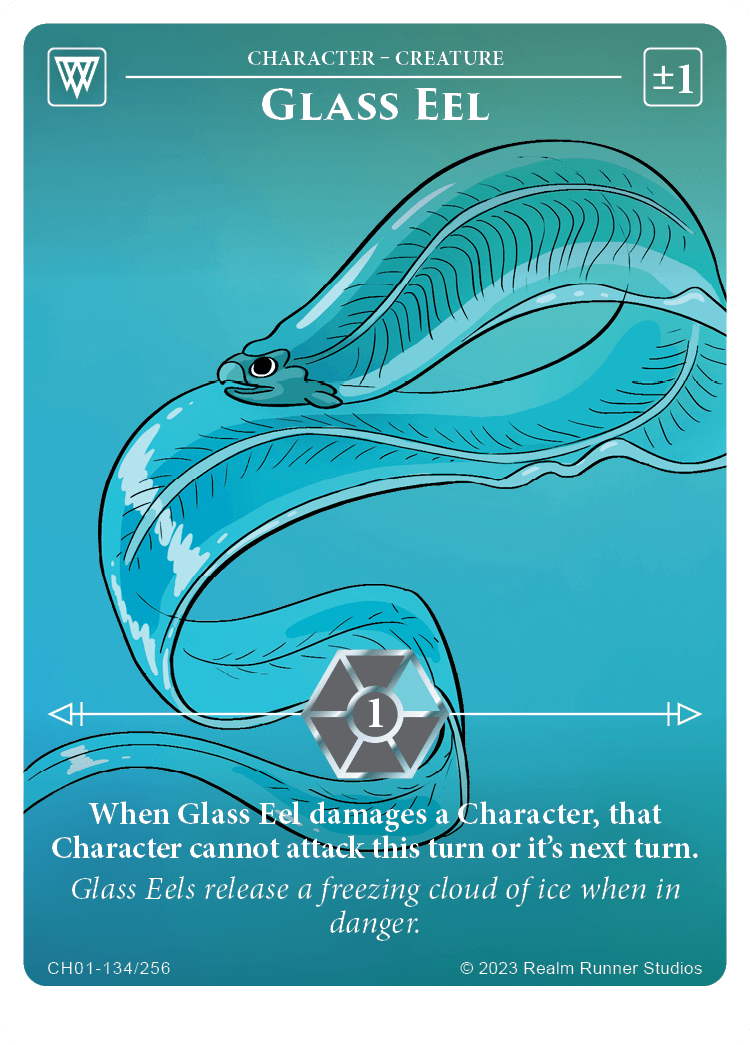 CHARACTER – CREATURE
±1
GLASS EEL
1
When Glass Eel damages a Character, that
Character cannot attack this turn or it's next turn.
Glass Eels release a freezing cloud of ice when in
danger.
CH01-134/256
© 2023 Realm Runner Studios